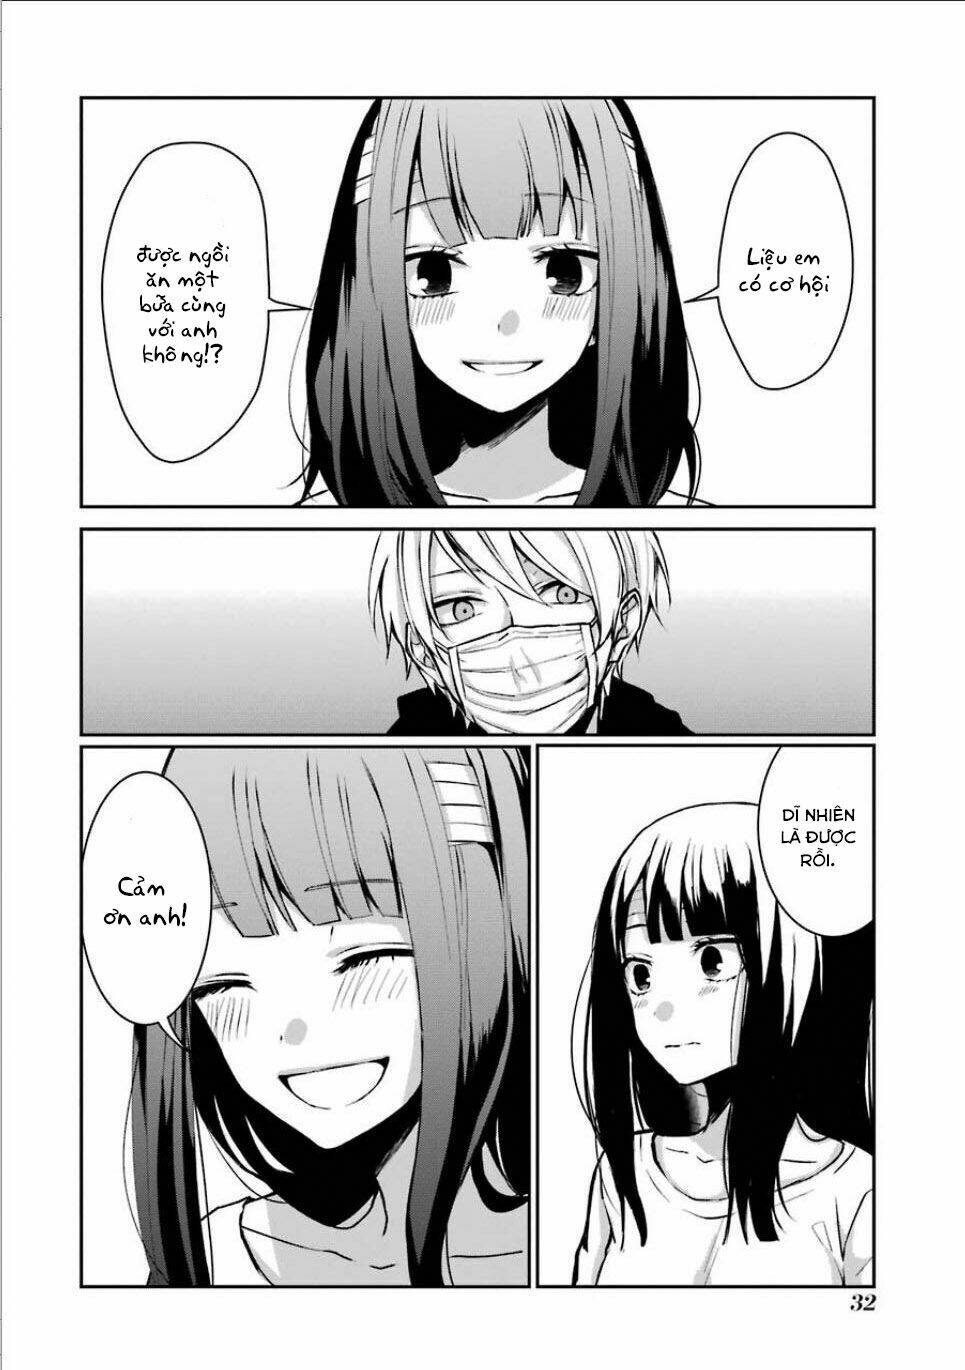 Liệu em
có cơ hội
được ngồi
ăn một
bữa cùng
với anh
không!?
DĨ NHIÊN
LÀ ĐƯỢC
RỒI.
Cảm
ơn anh!
32